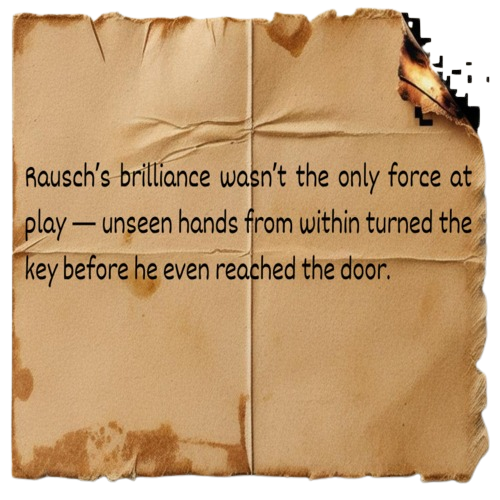 Rausch's brilliance wasn't the only force at
play — unseen hands from within turned the
key before he even reached the door.